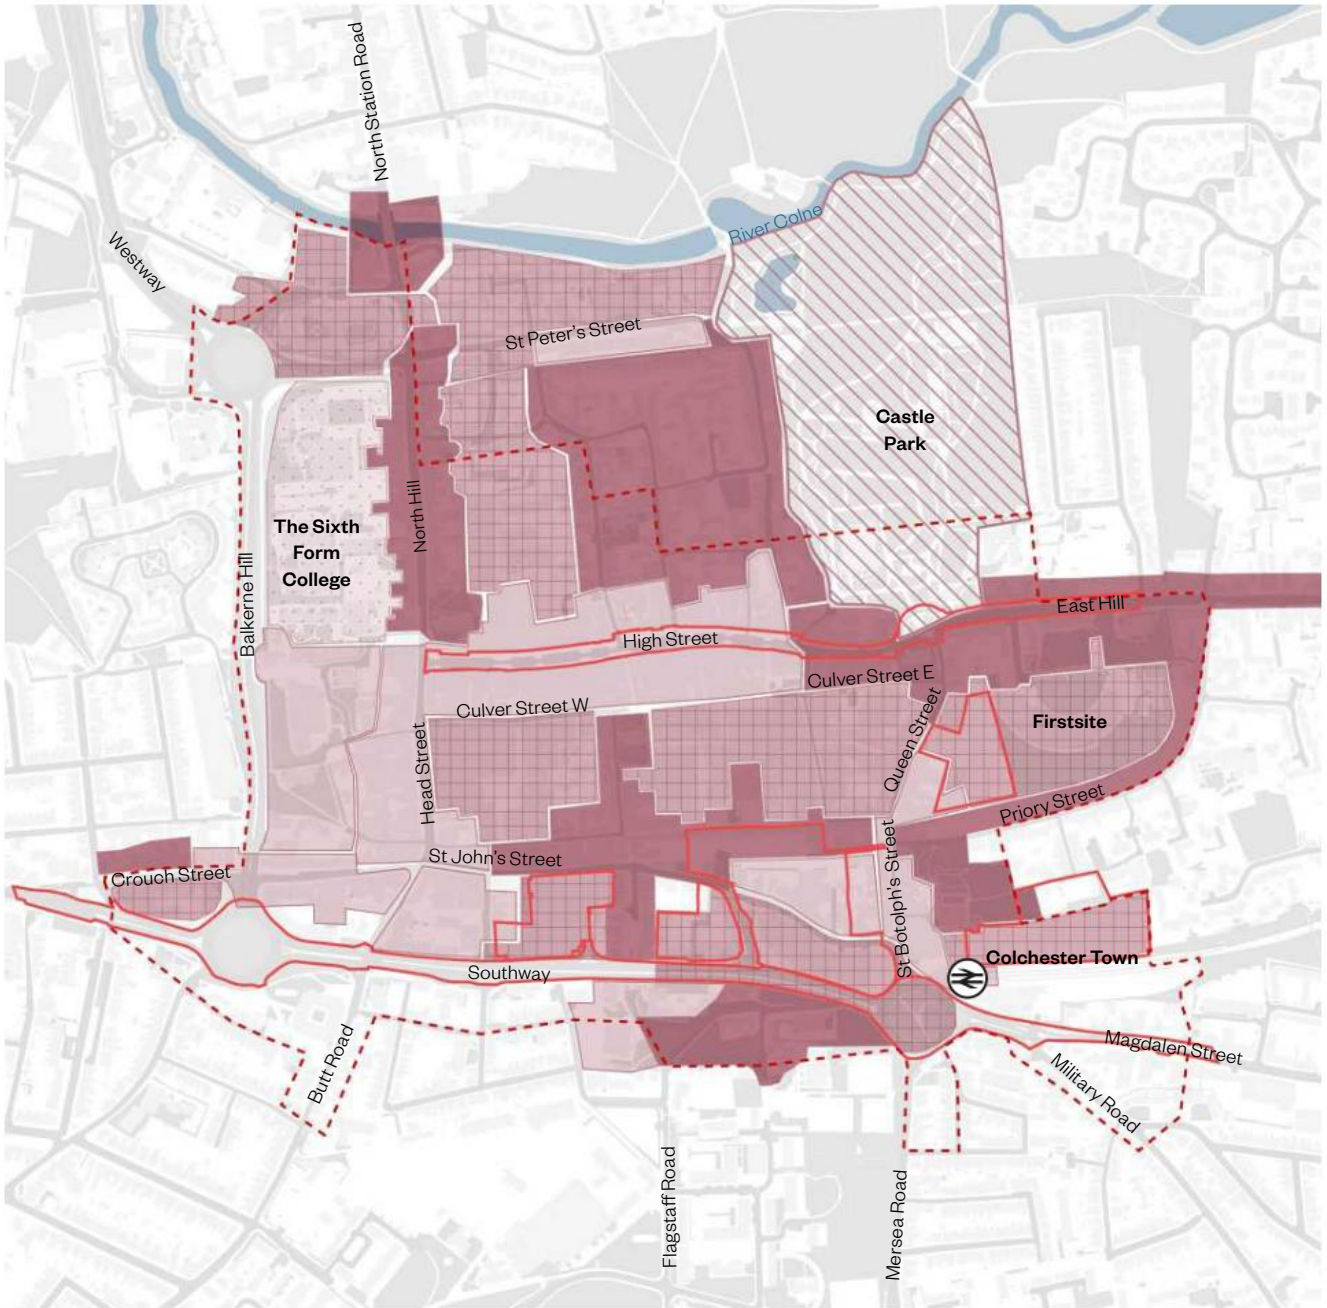 North Station Road
Westway
River Colne
St Peter's Street
Castle
Park
North Hill
The Sixth
Form
College
Balkerne Hill
East Hill
High Street
Culver Street E
Culver Street W
Queen Street
Firstsite
Head Street
Priory Street
St John's Street
St Botolph's Street
Crouch Street
Colchester Town
Southway
Magdalen Street
Butt Road
Military Road
Flagstaff Road
Mersea Road